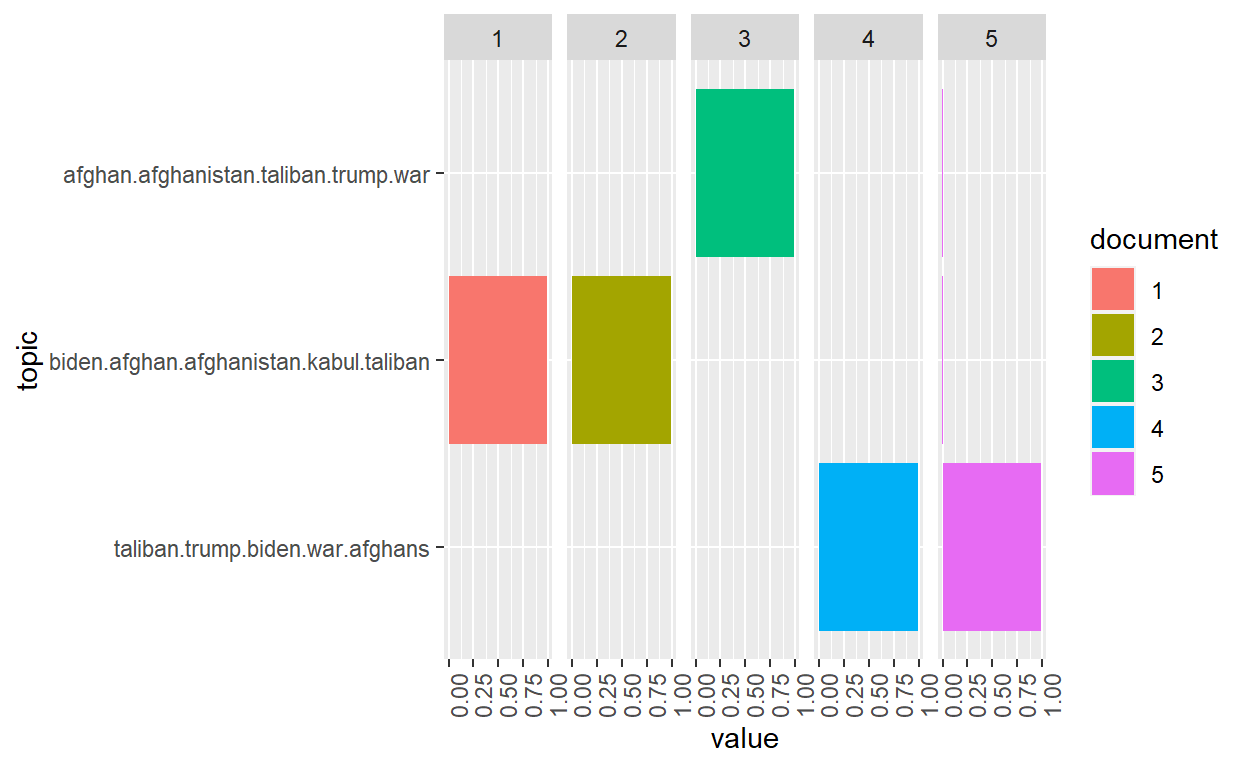 1 2 3 4 5
afghan.afghanistan.taliban.trump.war
biden.afghan.afghanistan.kabul.taliban
taliban.trump.biden.war.afghans
topic
0.00 0.25 0.50 0.75 1.00 0.00 0.25 0.50 0.75 1.00 0.00 0.25 0.50 0.75 1.00 0.00 0.25 0.50 0.75 1.00 0.00 0.25 0.50 0.75 1.00
value
document
1
2
3
4
5